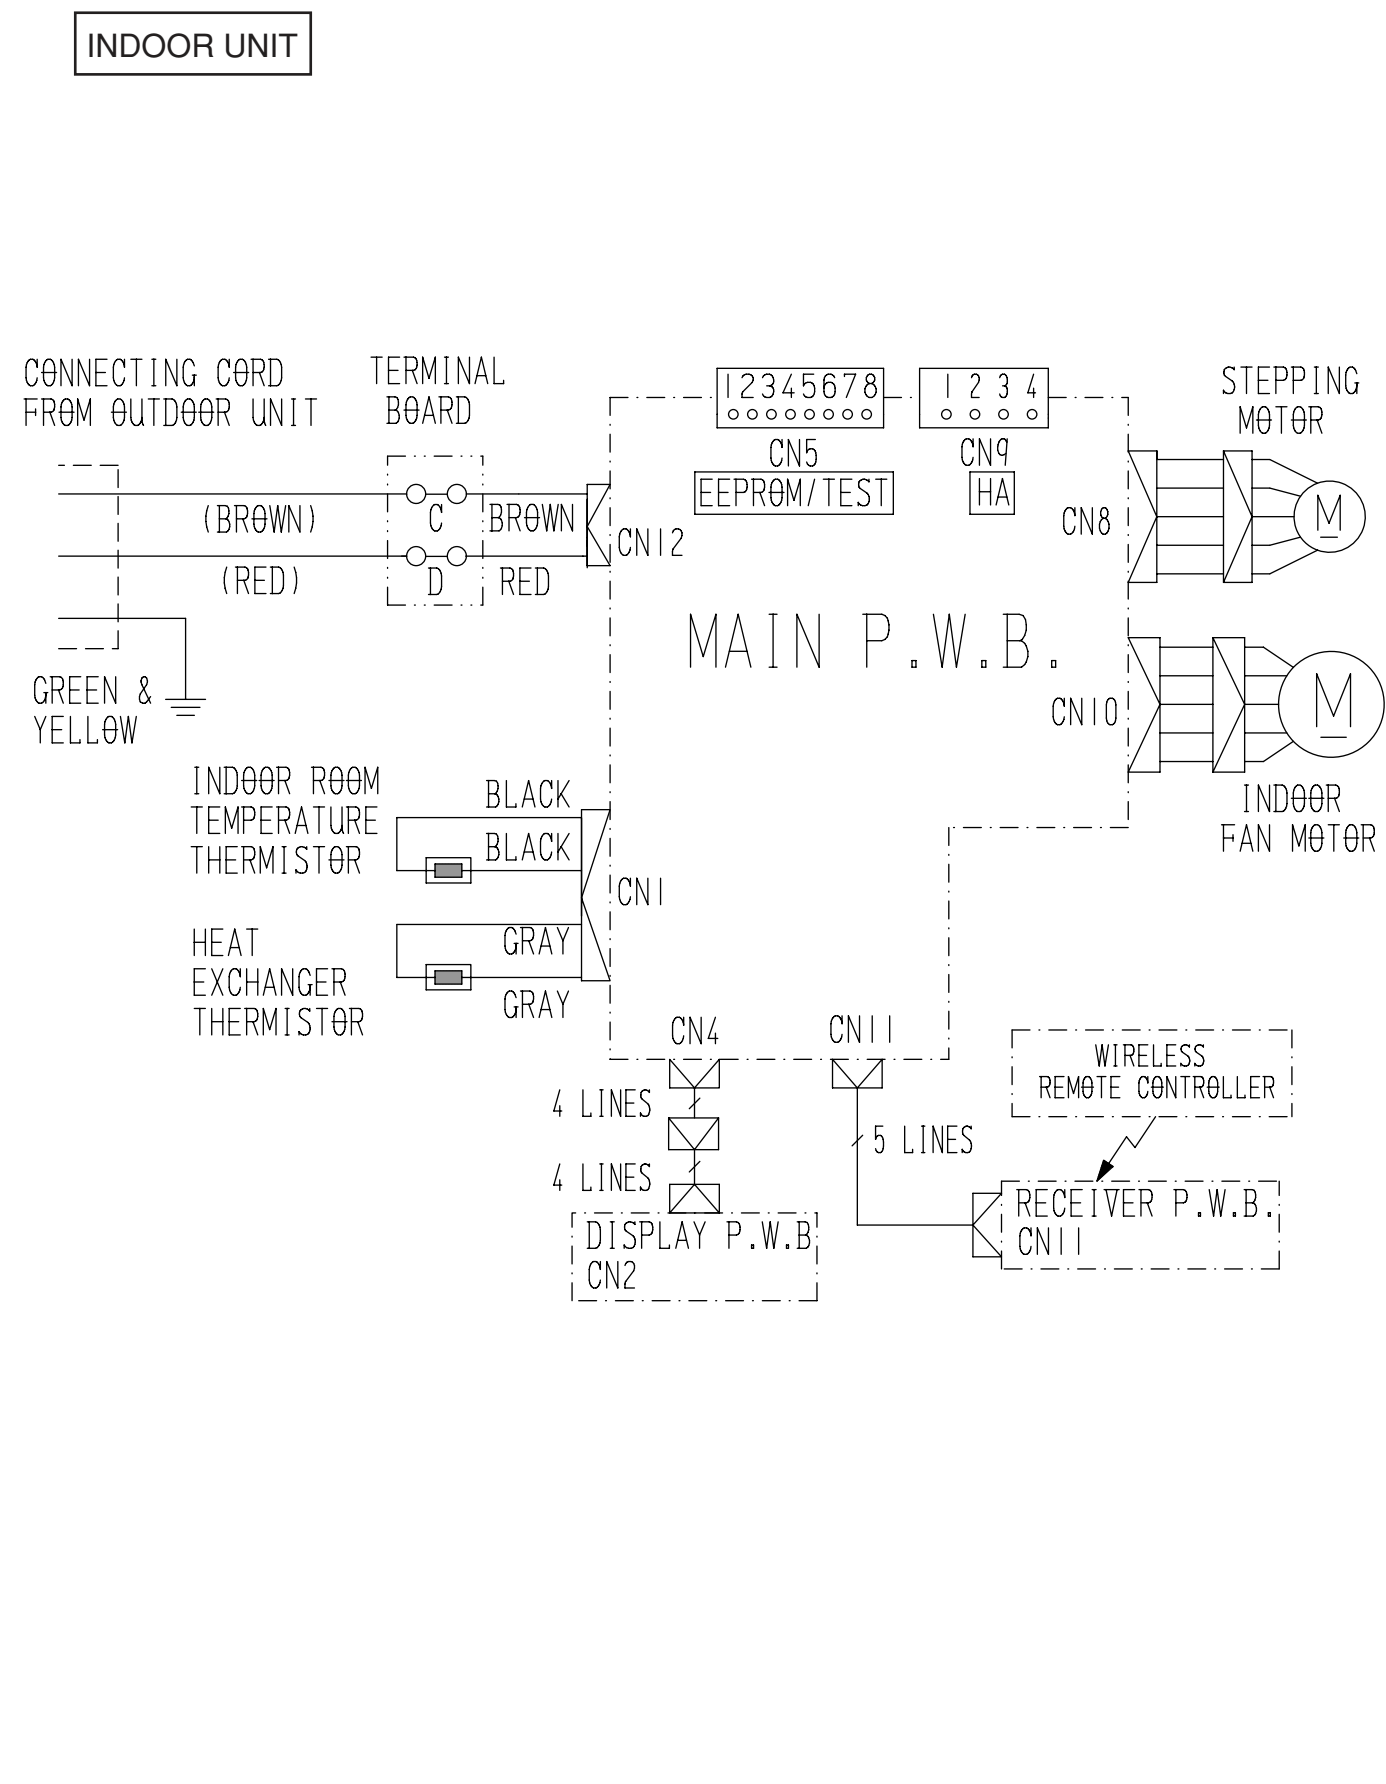 INDOOR UNIT
CONNECTING CORD
FROM OUTDOOR UNIT
TERMINAL
BOARD
12345678
CN5
EEPROM/TEST
1 2 3 4
CN9
HA
STEPPING
MOTOR
M
CN8
(BROWN)
C
BROWN
CN12
(RED)
D
RED
MAIN P.W.B.
GREEN &
YELLOW
CN10
M
INDOOR
FAN MOTOR
INDOOR ROOM
TEMPERATURE
THERMISTOR
BLACK
BLACK
CN1
HEAT
EXCHANGER
THERMISTOR
GRAY
GRAY
CN4
CN11
4 LINES
4 LINES
5 LINES
WIRELESS
REMOTE CONTROLLER
RECEIVER P.W.B.
CN11
DISPLAY P.W.B
CN2